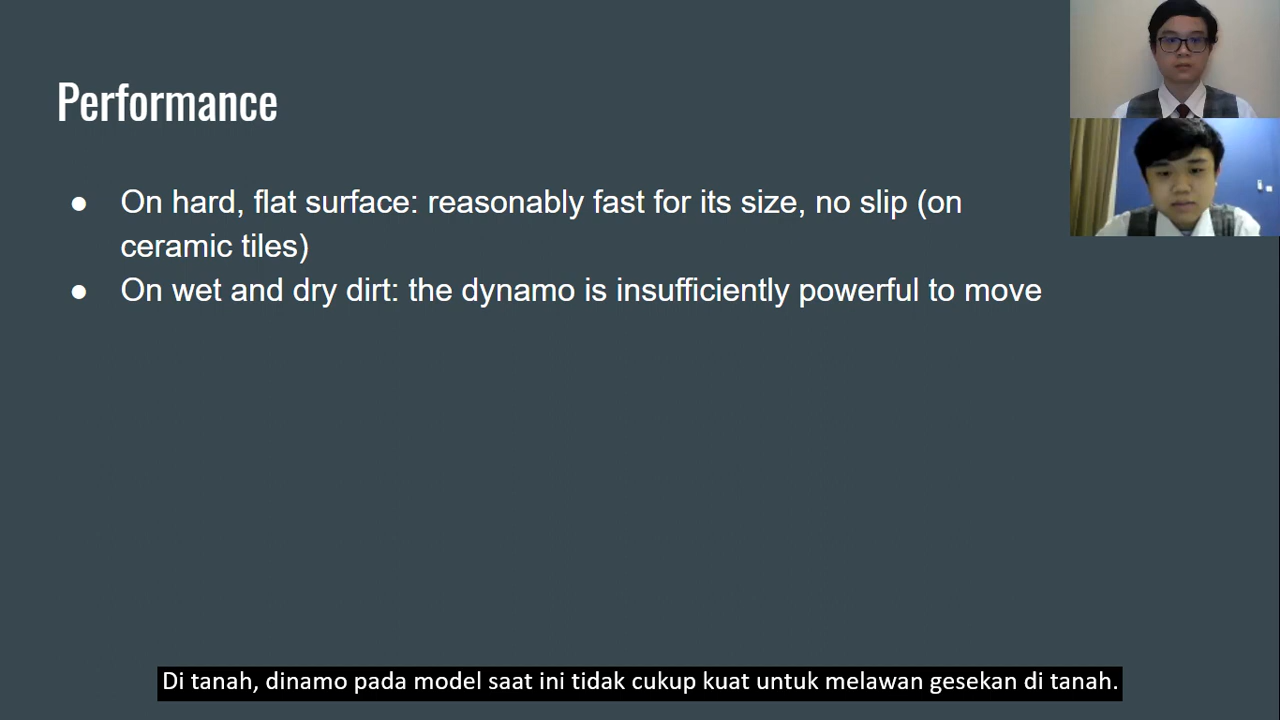 Performance
● On hard, flat surface: reasonably fast for its size, no slip (on
ceramic tiles)
● On wet and dry dirt: the dynamo is insufficiently powerful to move
Di tanah, dinamo pada model saat ini tidak cukup kuat untuk melawan gesekan di tanah.